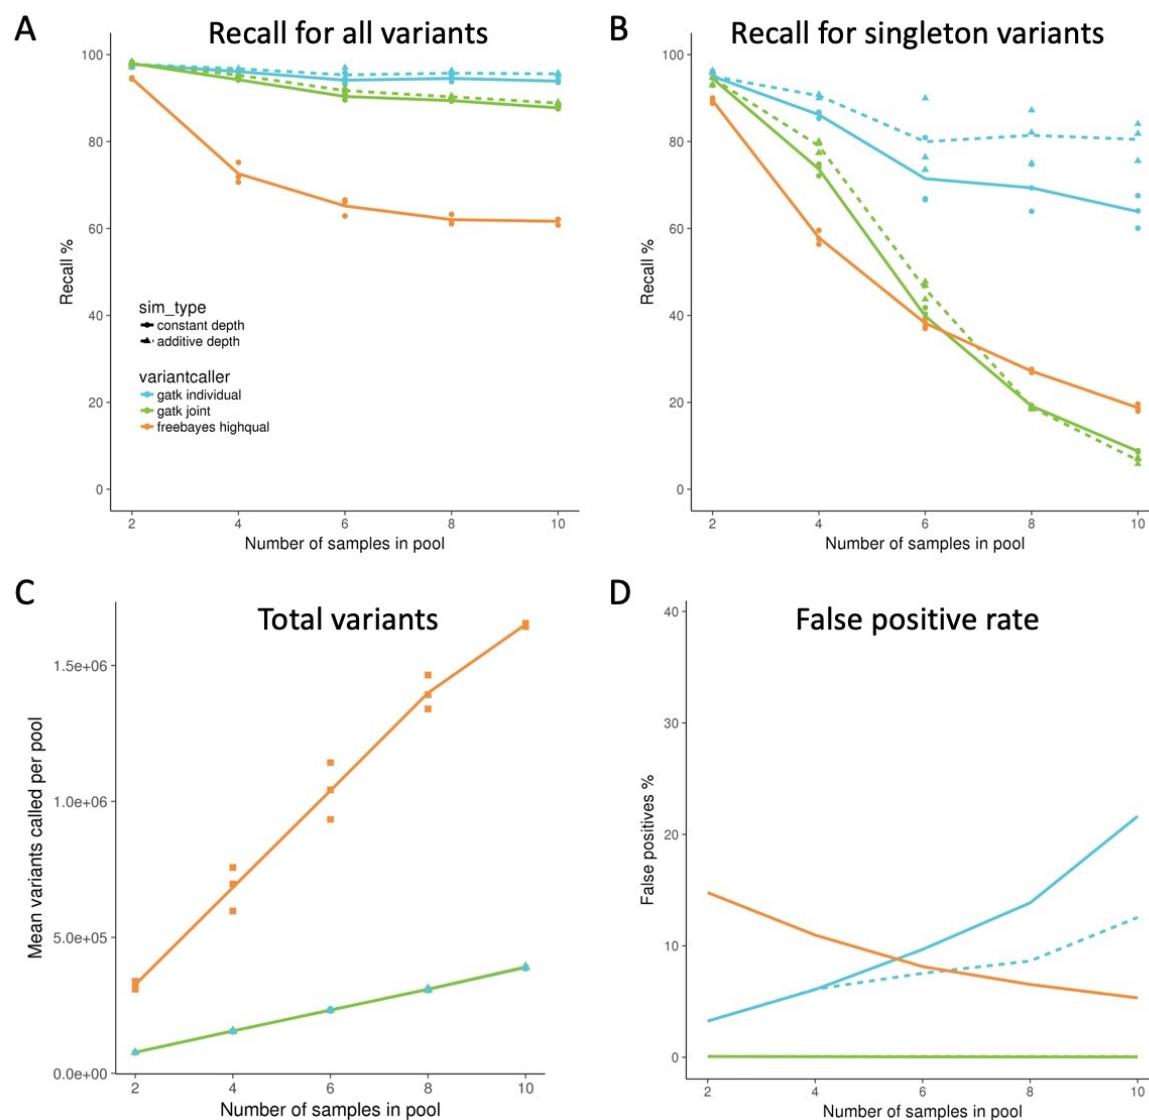 A
Recall for all variants
100
80
60
40
20
0
Recall %
sim_type
constant depth
additive depth
variantcaller
gatk individual
gatk joint
freebayes highqual
2 4 6 8 10
Number of samples in pool
B
Recall for singleton variants
100
80
60
40
20
0
Recall %
2 4 6 8 10
Number of samples in pool
C
Total variants
1.5e+06
1.0e+06
5.0e+05
0.0e+00
Mean variants called per pool
2 4 6 8 10
Number of samples in pool
D
False positive rate
40
30
20
10
0
False positives %
2 4 6 8 10
Number of samples in pool